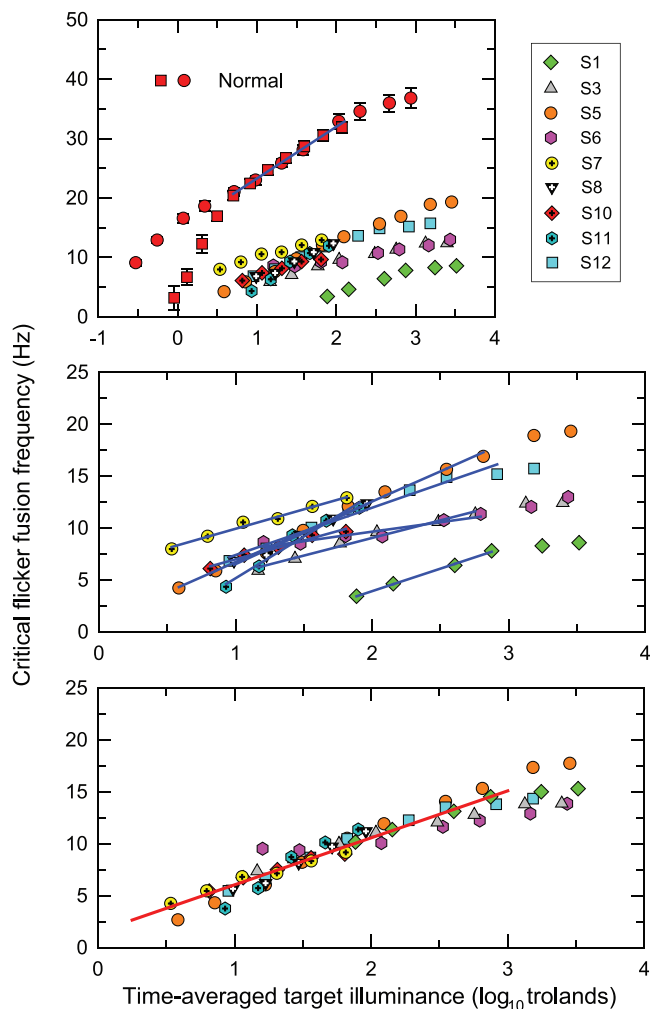 50
40
30
20
10
0
-1 0 1 2 3 4
Normal
S1
S3
S5
S6
S7
S8
S10
S11
S12
Critical flicker fusion frequency (Hz)
25
20
15
10
5
0
0 1 2 3 4
25
20
15
10
5
0
0 1 2 3 4
Time-averaged target illuminance (log10 trolands)